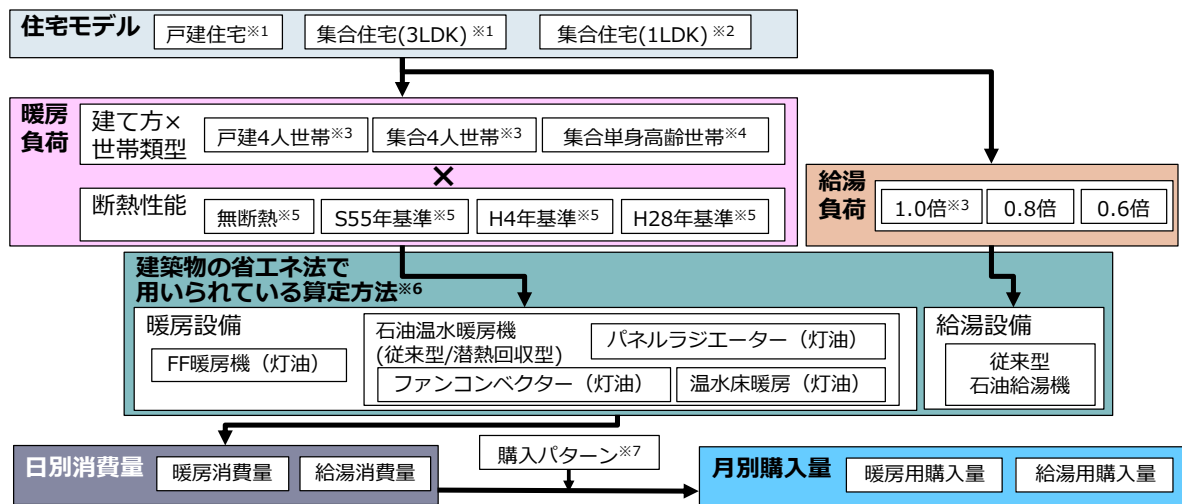 住宅モデル
戸建住宅※1
集合住宅(3LDK) ※1
集合住宅(1LDK) ※2
暖房
負荷
建て方×
世帯類型
戸建4人世帯※3
集合4人世帯※3
集合単身高齢世帯※4
×
断熱性能
無断熱※5
S55年基準※5
H4年基準※5
H28年基準※5
給湯
負荷
1.0倍※3
0.8倍
0.6倍
建築物の省エネ法で
用いられている算定方法※6
暖房設備
FF暖房機（灯油）
石油温水暖房機
(従来型/潜熱回収型)
パネルラジエーター（灯油）
ファンコンベクター（灯油）
温水床暖房（灯油）
給湯設備
従来型
石油給湯機
日別消費量
暖房消費量
給湯消費量
購入パターン※7
月別購入量
暖房用購入量
給湯用購入量